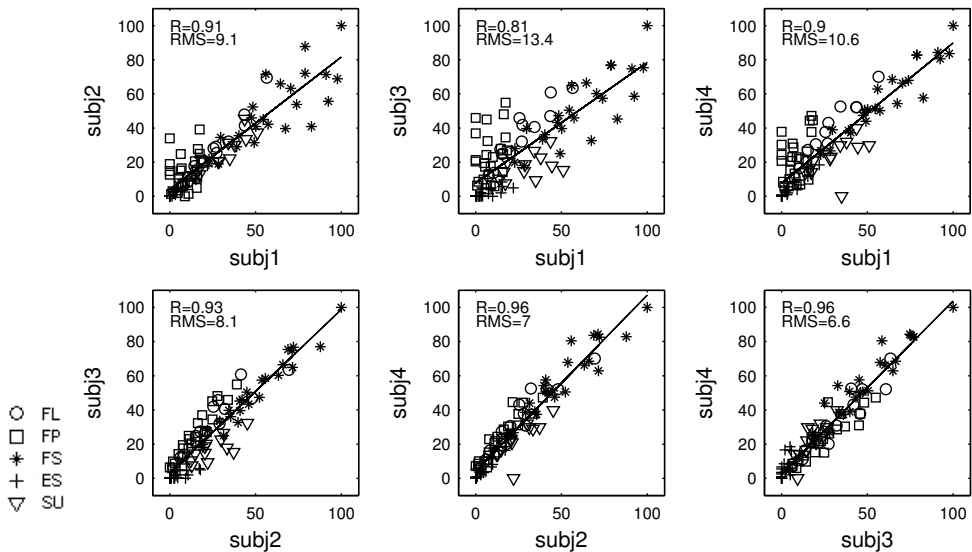 R=0.91
RMS=9.1
100
80
60
40
20
0
0 50 100
subj2
subj1
R=0.81
RMS=13.4
100
80
60
40
20
0
0 50 100
subj3
subj1
R=0.9
RMS=10.6
100
80
60
40
20
0
0 50 100
subj4
subj1
R=0.93
RMS=8.1
100
80
60
40
20
0
0 50 100
subj3
subj2
R=0.96
RMS=7
100
80
60
40
20
0
0 50 100
subj4
subj2
R=0.96
RMS=6.6
100
80
60
40
20
0
0 50 100
subj4
subj3
FL
FP
FS
ES
SU